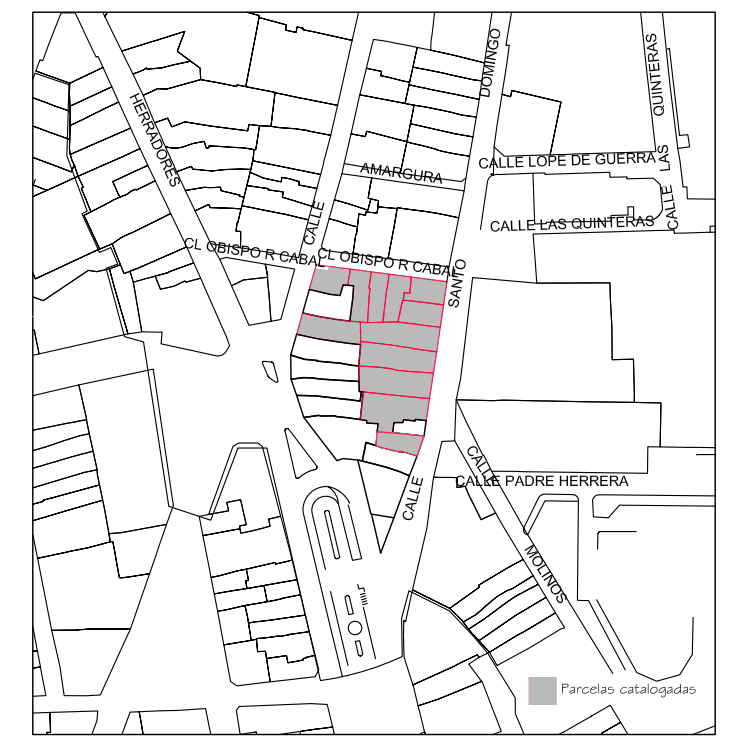 DOMINGO
QUINTERAS
HERRADORES
LAS
CALLE LOPE DE GUERRA
AMARGURA
CALLE
CALLE
CALLE LAS QUINTERAS
CL OBISPO R CABAL
CL OBISPO R CABAL
SANTO
CALLE
CALLE PADRE HERRERA
CALLE
MOLINOS
Parcelas catalogadas